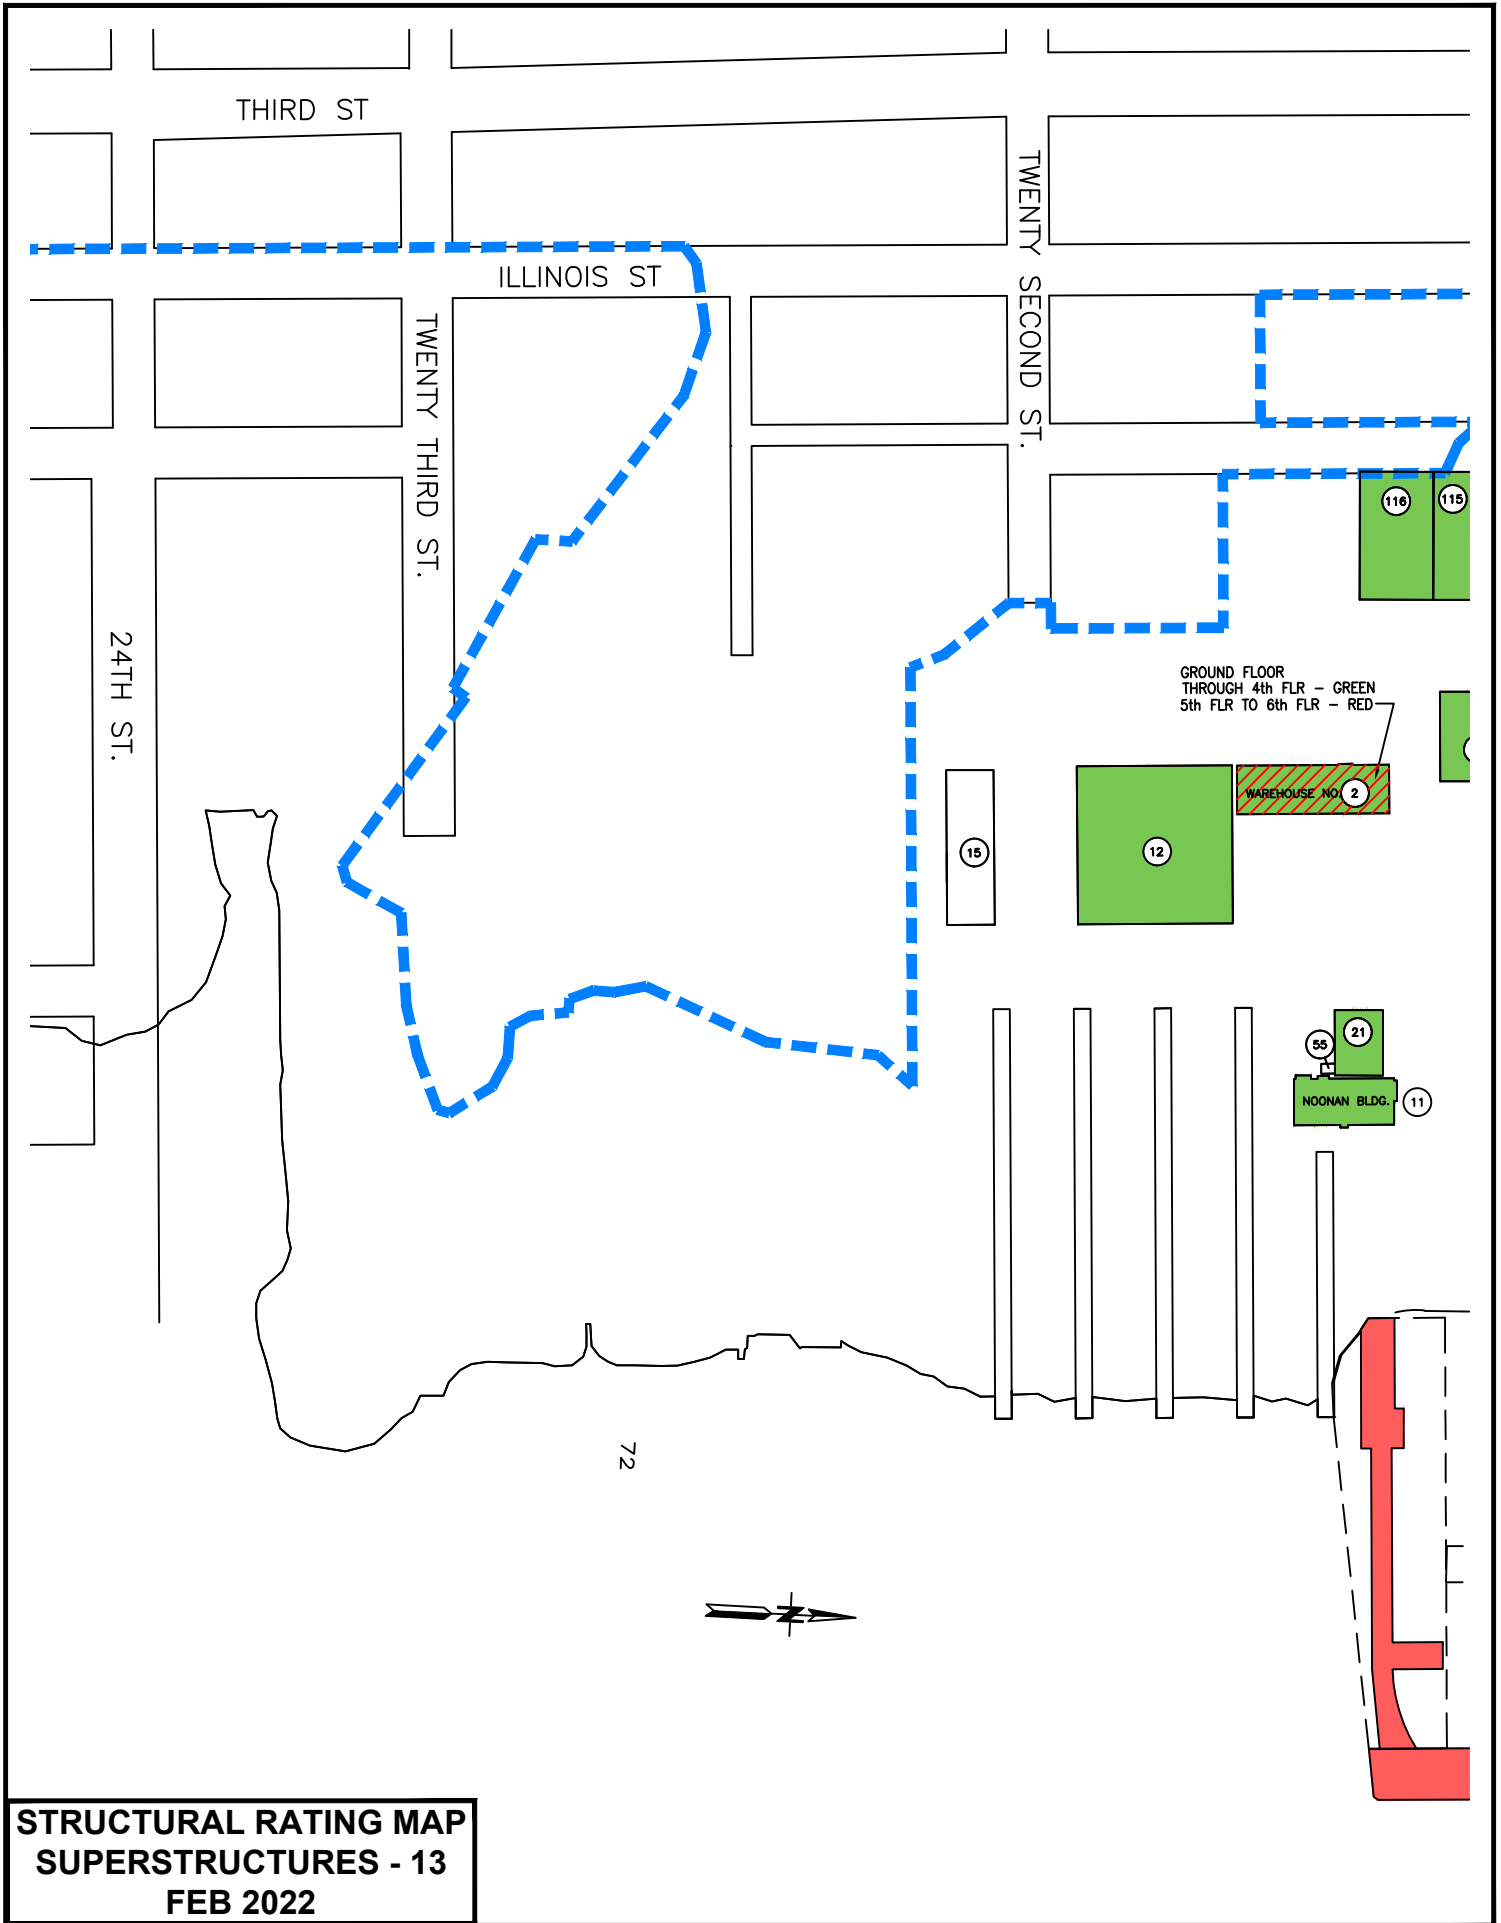 THIRD ST
TWENTY SECOND ST.
ILLINOIS ST
TWENTY THIRD ST.
116
115
24TH ST.
GROUND FLOOR
THROUGH 4th FLR - GREEN
5th FLR TO 6th FLR - RED
WAREHOUSE NO. 2
15
12
21
55
NOONAN BLDG.
11
72
N
STRUCTURAL RATING MAP
SUPERSTRUCTURES - 13
FEB 2022